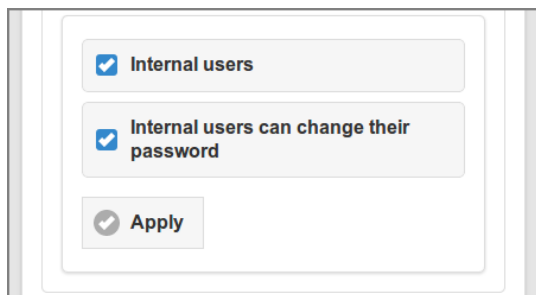 Internal users
Internal users can change their
password
Apply